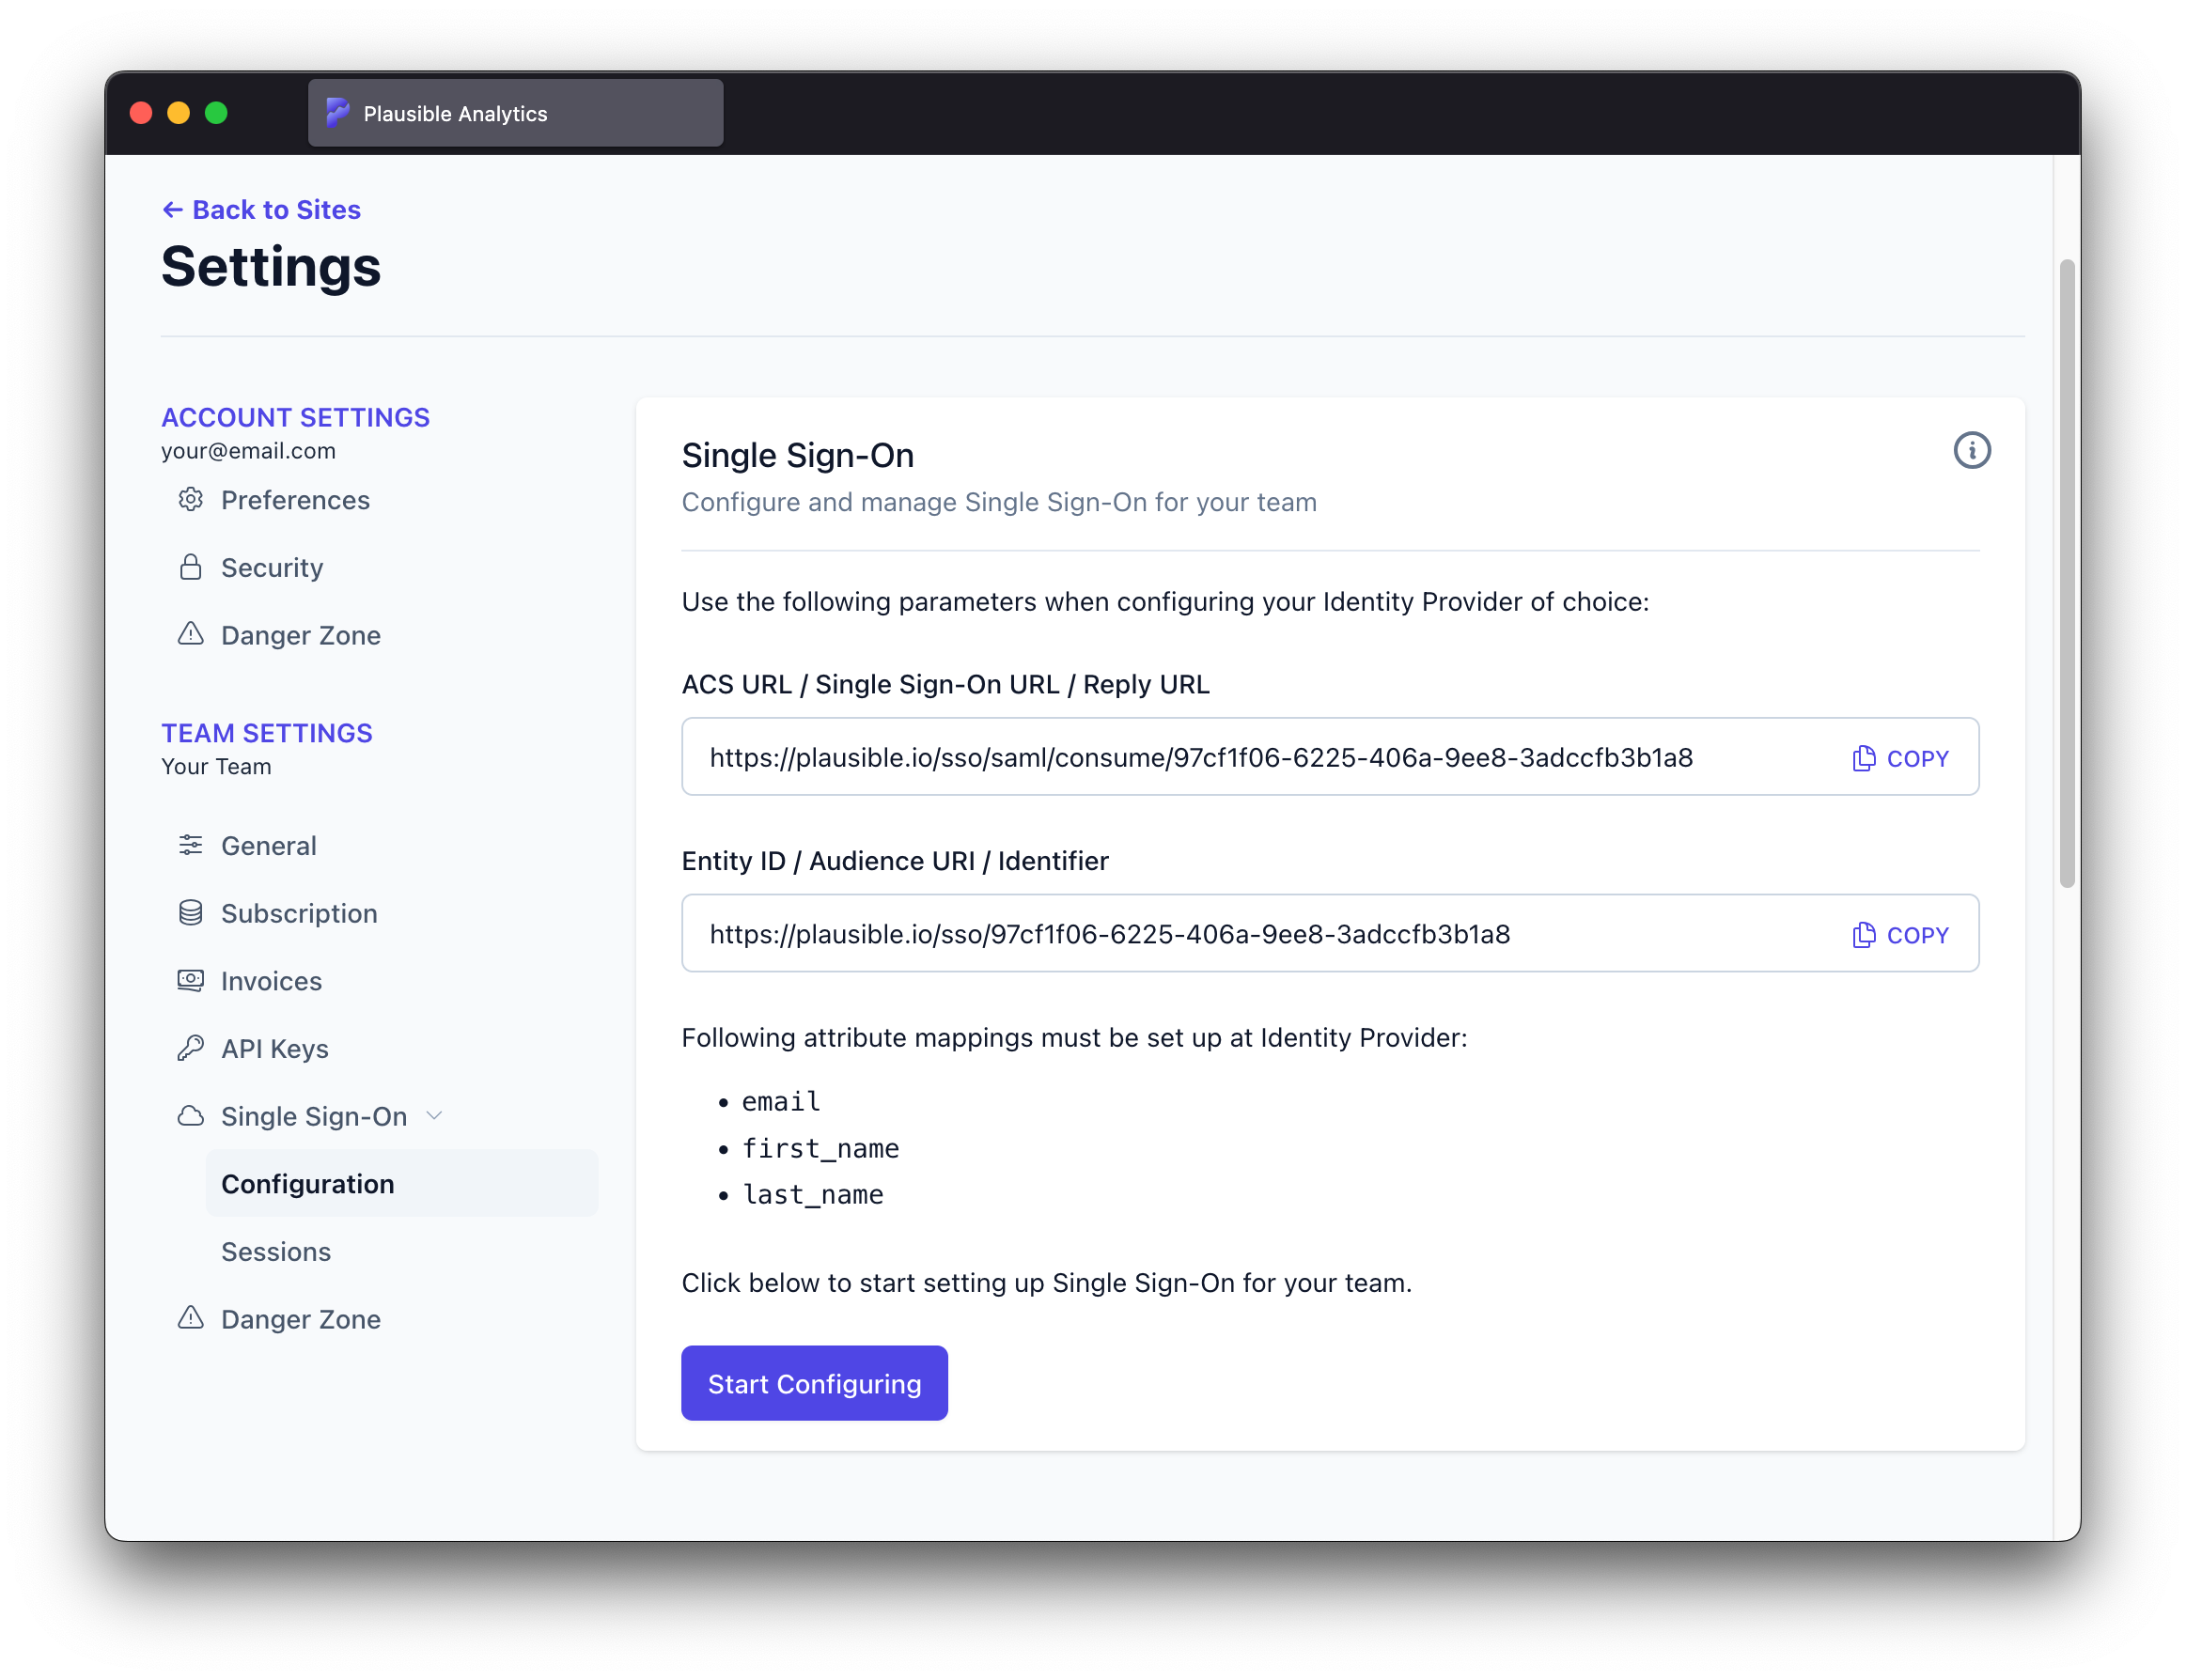 Plausible Analytics
← Back to Sites
Settings
ACCOUNT SETTINGS
your@email.com
Preferences
Security
Danger Zone
TEAM SETTINGS
Your Team
General
Subscription
Invoices
API Keys
Single Sign-On
Configuration
Sessions
Danger Zone
Single Sign-On
Configure and manage Single Sign-On for your team
Use the following parameters when configuring your Identity Provider of choice:
ACS URL / Single Sign-On URL / Reply URL
https://plausible.io/sso/saml/consume/97cf1f06-6225-406a-9ee8-3adccfb3b1a8 COPY
Entity ID / Audience URI / Identifier
https://plausible.io/sso/97cf1f06-6225-406a-9ee8-3adccfb3b1a8 COPY
Following attribute mappings must be set up at Identity Provider:
• email
• first_name
• last_name
Click below to start setting up Single Sign-On for your team.
Start Configuring